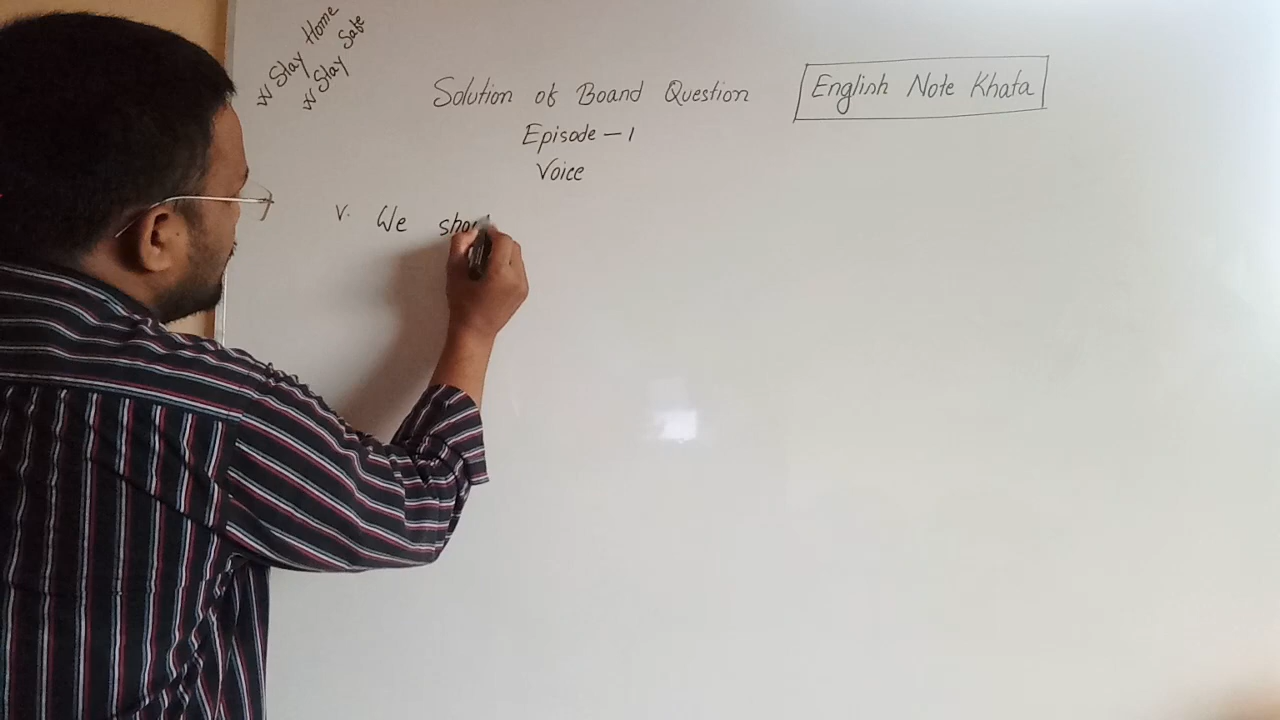 w Stay Home
w Stay Safe
Solution of Board Question
English Note Khata
Episode – 1
Voice
v. We